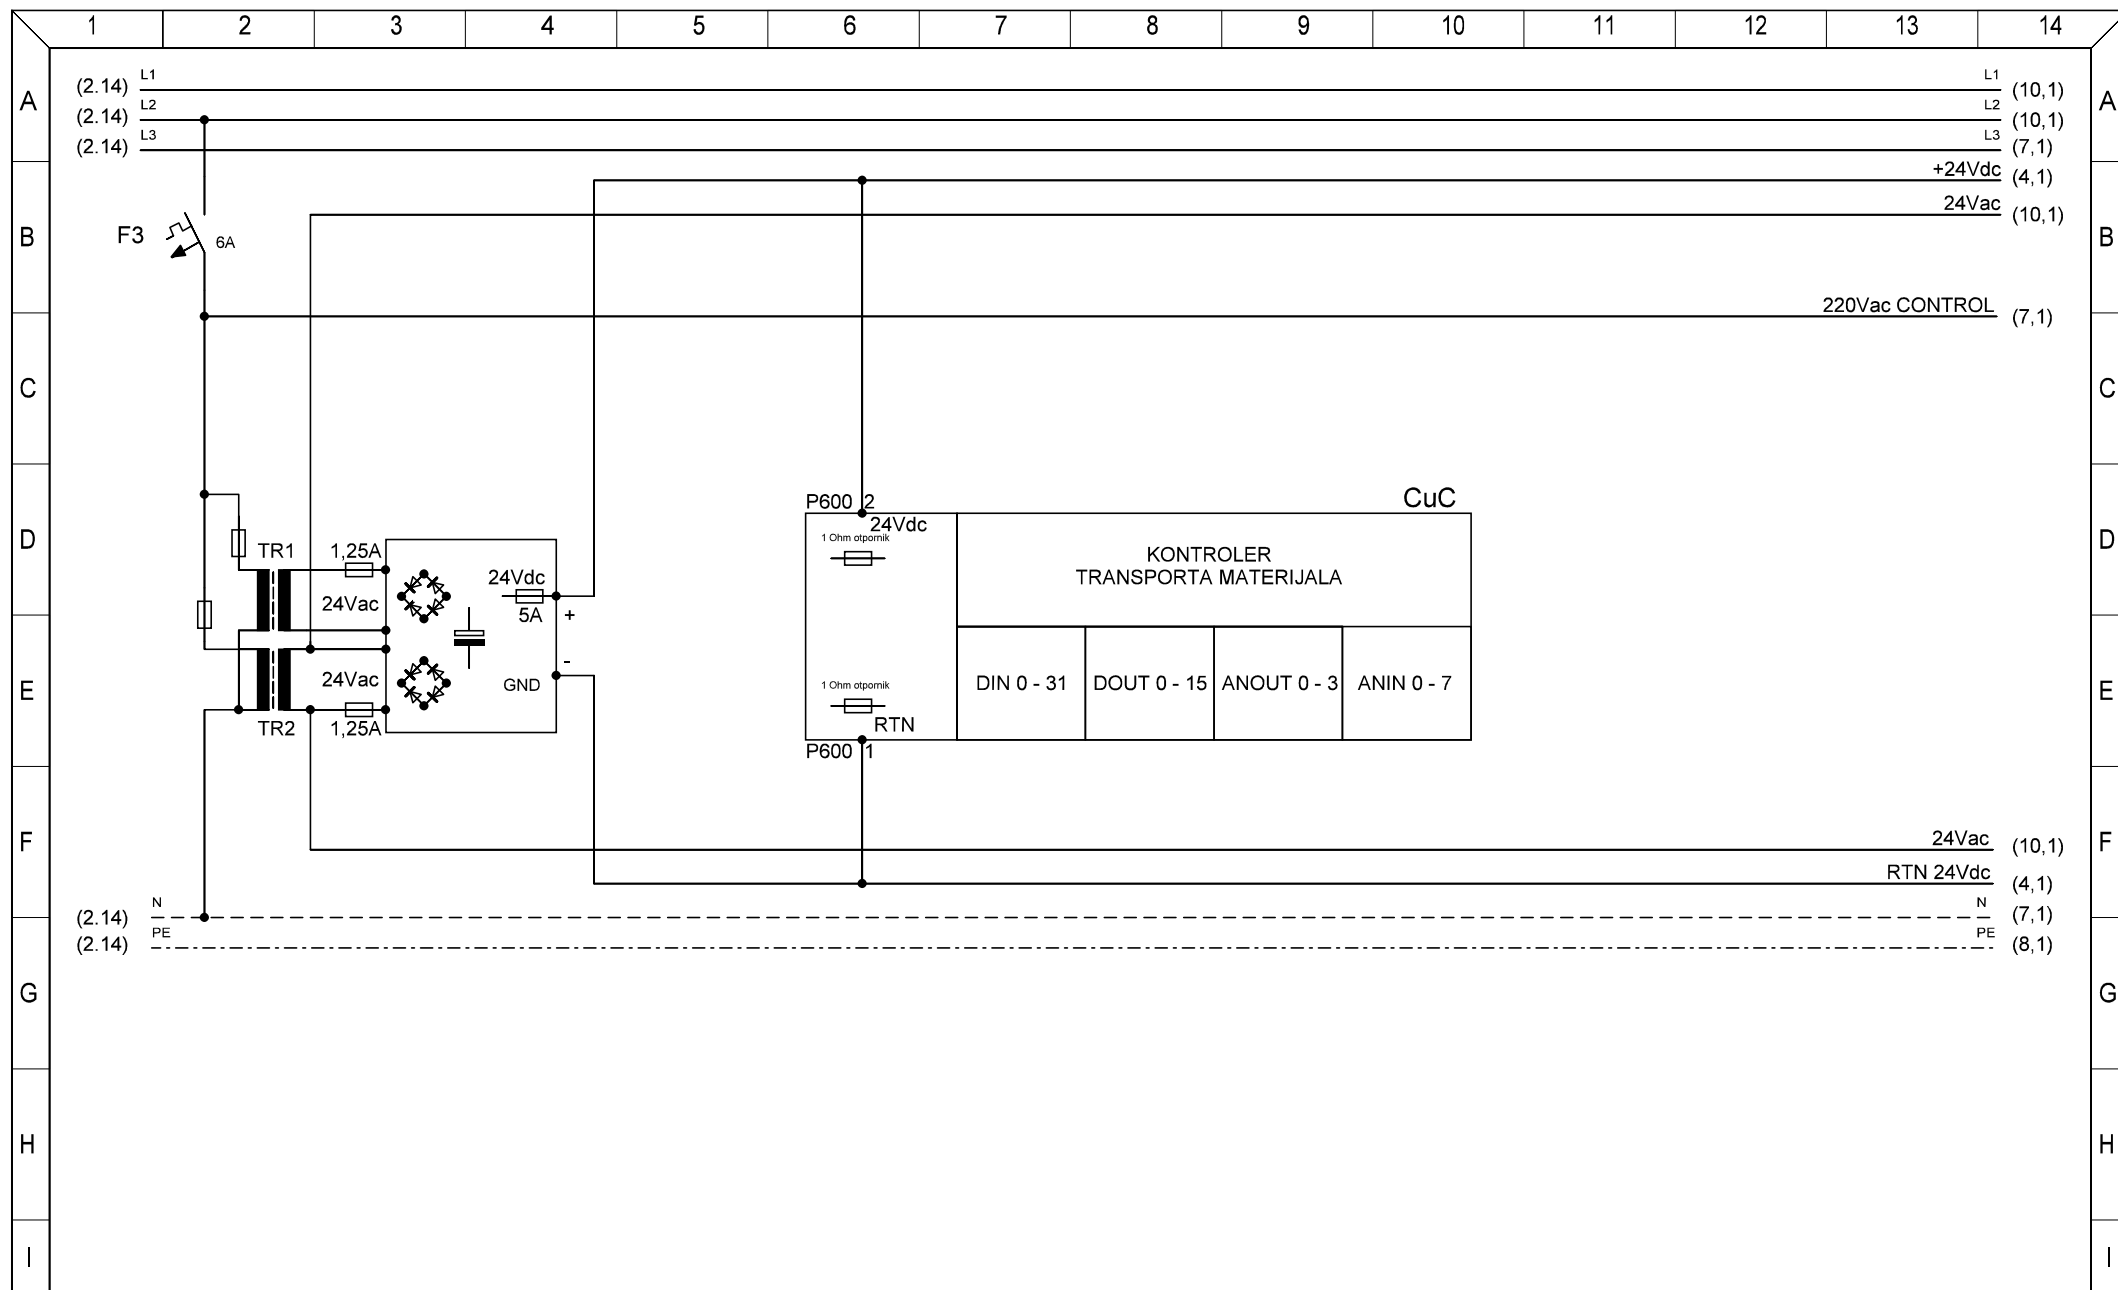 1 2 3 4 5 6 7 8 9 10 11 12 13 14
A A
(2.14) L1 L1 (10,1)
(2.14) L2 L2 (10,1)
(2.14) L3 L3 (7,1)
+24Vdc (4,1)
24Vac (10,1)
B F3 6A B
220Vac CONTROL (7,1)
C C
P600 2 CuC
24Vdc
1 Ohm otpornik
D TR1 1,25A D
KONTROLER
TRANSPORTA MATERIJALA
24Vdc
24Vac
5A +
-
24Vac GND
E DIN 0 - 31 DOUT 0 - 15 ANOUT 0 - 3 ANIN 0 - 7 E
1 Ohm otpornik
RTN
TR2 1,25A
P600 1
F 24Vac (10,1) F
RTN 24Vdc (4,1)
(2.14) N N (7,1)
(2.14) PE PE (8,1)
G G
H H
I I